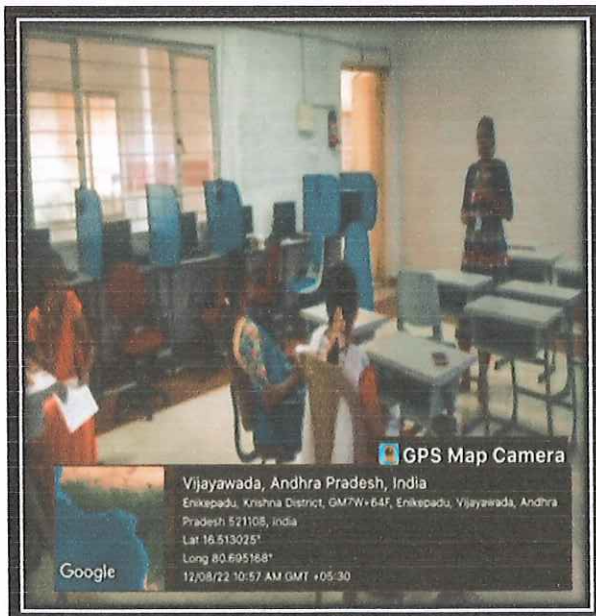 GPS Map Camera
Vijayawada, Andhra Pradesh, India
Enikepadu, Krishna District, GM7W+64F, Enikepadu, Vijayawada, Andhra
Pradesh 521108, India
Lat 16.513025°
Long 80.695168°
12/08/22 10:57 AM GMT +05:30
Google